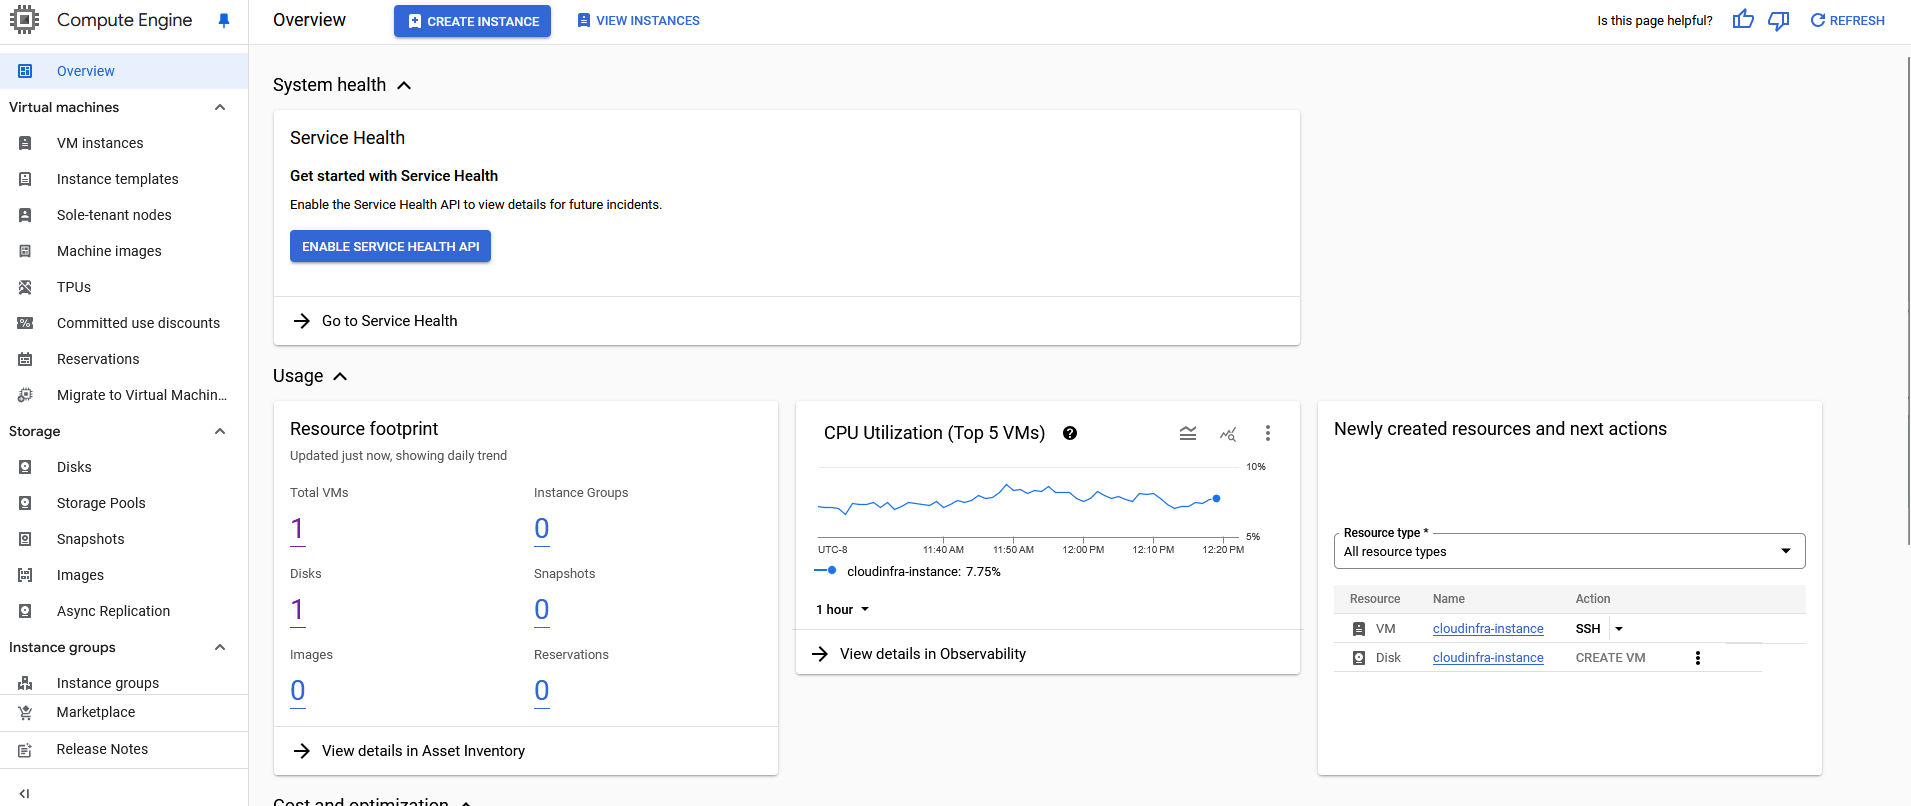 Compute Engine
Overview
CREATE INSTANCE
VIEW INSTANCES
Is this page helpful?
REFRESH
Overview
Virtual machines
VM instances
Instance templates
Sole-tenant nodes
Machine images
TPUs
Committed use discounts
Reservations
Migrate to Virtual Machin...
Storage
Disks
Storage Pools
Snapshots
Images
Async Replication
Instance groups
Instance groups
Marketplace
Release Notes
System health
Service Health
Get started with Service Health
Enable the Service Health API to view details for future incidents.
ENABLE SERVICE HEALTH API
Go to Service Health
Usage
Resource footprint
Updated just now, showing daily trend
Total VMs
1
Instance Groups
0
Disks
1
Snapshots
0
Images
0
Reservations
0
View details in Asset Inventory
CPU Utilization (Top 5 VMs)
10%
5%
UTC-8 11:40 AM 11:50 AM 12:00 PM 12:10 PM 12:20 PM
cloudinfra-instance: 7.75%
1 hour
View details in Observability
Newly created resources and next actions
Resource type *
All resource types
Resource Name Action
VM cloudinfra-instance SSH
Disk cloudinfra-instance CREATE VM
Cost and optimization